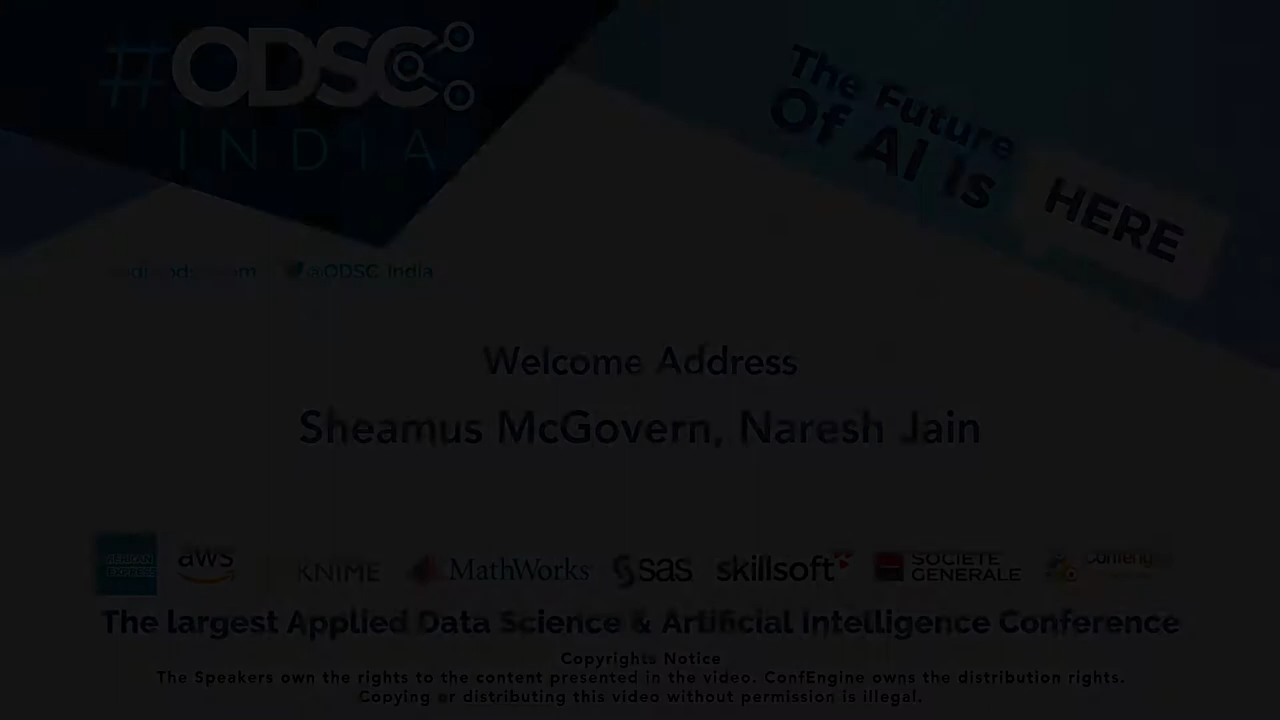 #ODSC
INDIA
The Future
Of AI Is HERE
@ODSC_India
Welcome Address
Sheamus McGovern, Naresh Jain
AMERICAN EXPRESS
aws
KNIME
MathWorks
SAS
skillsoft
SOCIETE GENERALE
The largest Applied Data Science & Artificial Intelligence Conference
Copyrights Notice
The Speakers own the rights to the content presented in the video. ConfEngine owns the distribution rights.
Copying or distributing this video without permission is illegal.